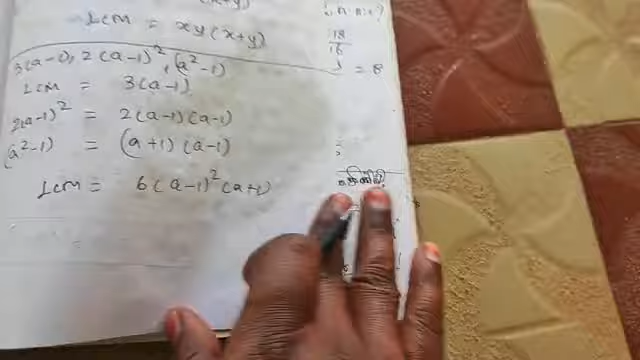 LCM = xy(x+y)
3(a-1), 2(a-1)², (a²-1)
LCM = 3(a-1)
2(a-1)² = 2(a-1)(a-1)
(a²-1) = (a+1)(a-1)
LCM = 6(a-1)²(a+1)
18
16
= 8